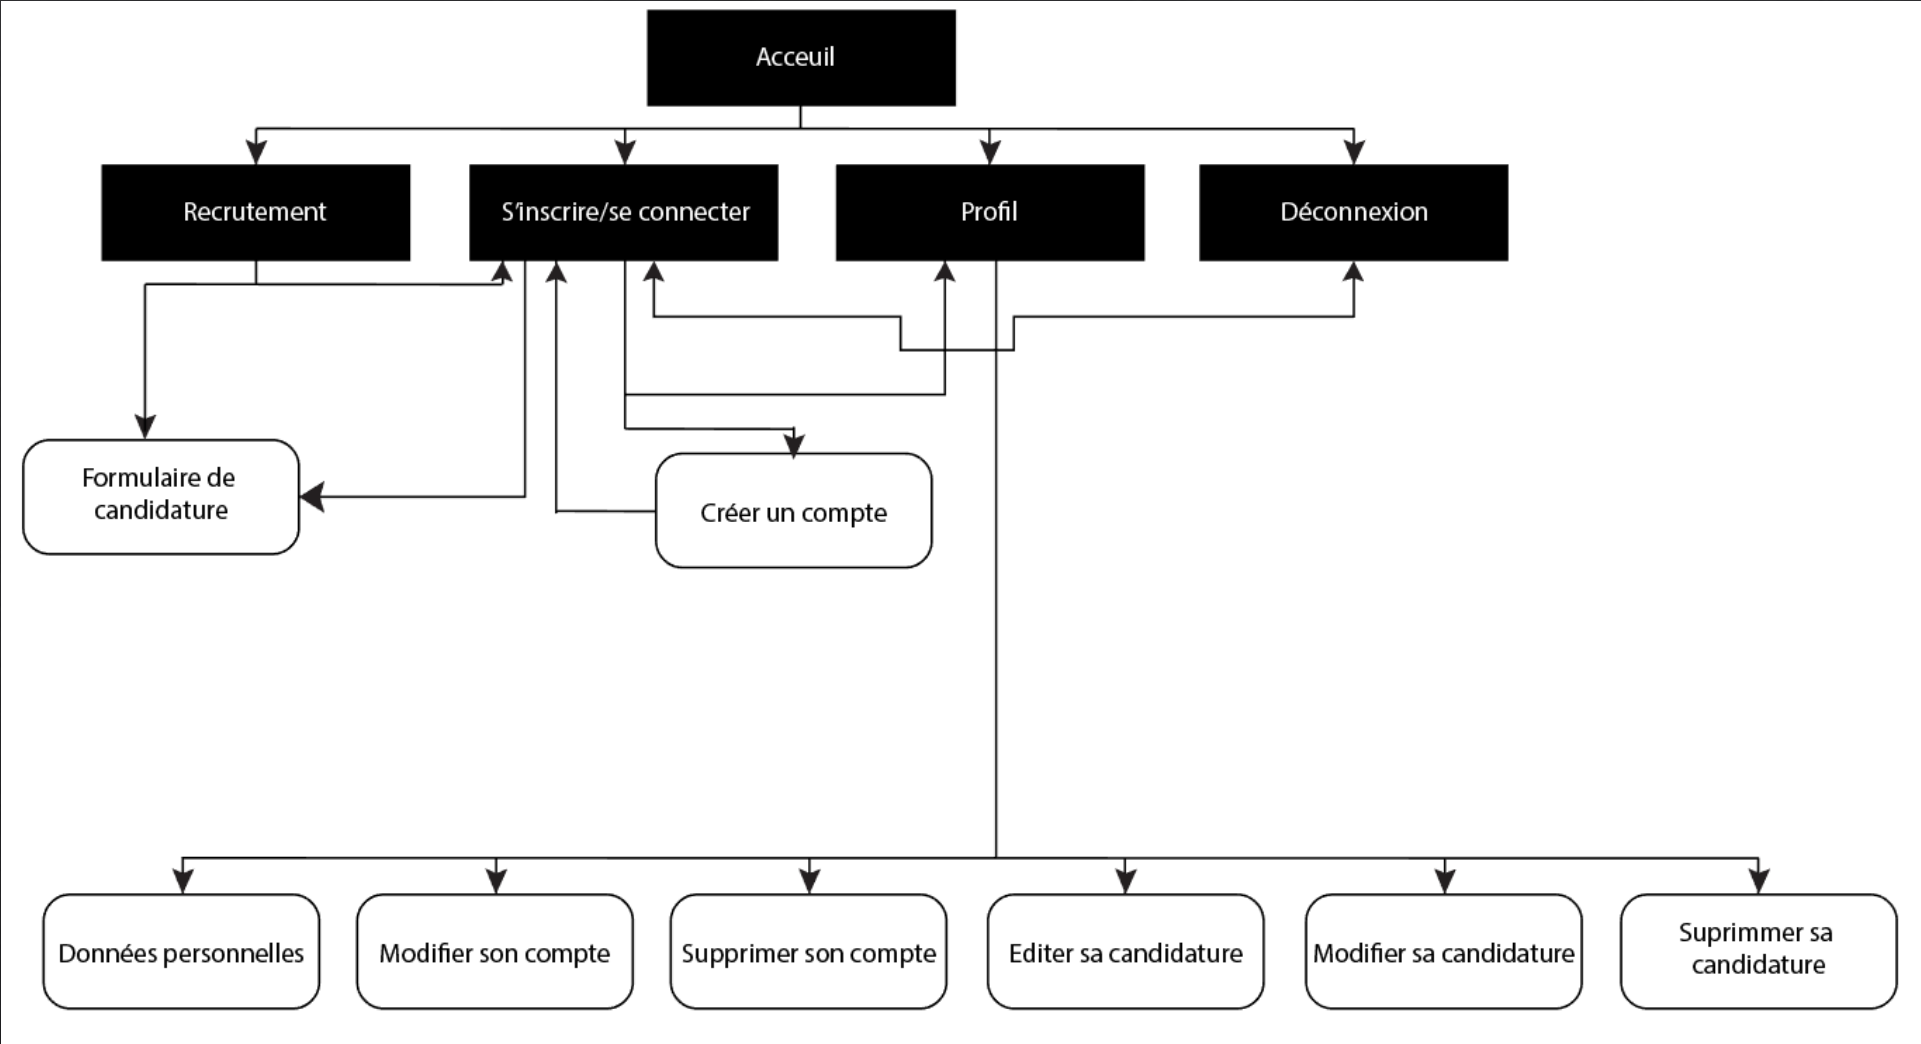 Acceuil
Recrutement
S'inscrire/se connecter
Profil
Déconnexion
Formulaire de
candidature
Créer un compte
Données personnelles
Modifier son compte
Supprimer son compte
Editer sa candidature
Modifier sa candidature
Suprimmer sa
candidature